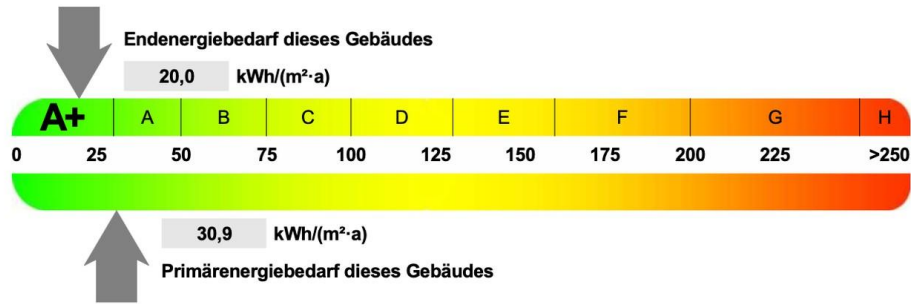 Endenergiebedarf dieses Gebäudes
20,0 kWh/(m²·a)
A+ A B C D E F G H
0 25 50 75 100 125 150 175 200 225 >250
30,9 kWh/(m²·a)
Primärenergiebedarf dieses Gebäudes